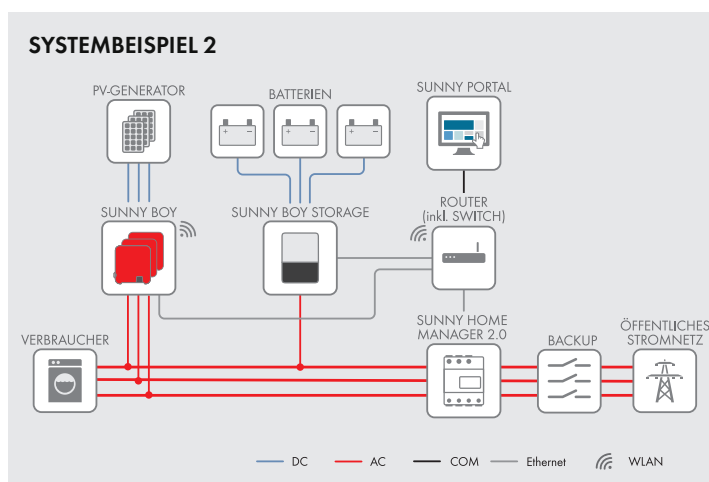 SYSTEMBEISPIEL 2
PV-GENERATOR
BATTERIEN
SUNNY PORTAL
SUNNY BOY
SUNNY BOY STORAGE
ROUTER
(inkl. SWITCH)
VERBRAUCHER
SUNNY HOME
MANAGER 2.0
BACKUP
ÖFFENTLICHES
STROMNETZ
DC
AC
COM
Ethernet
WLAN